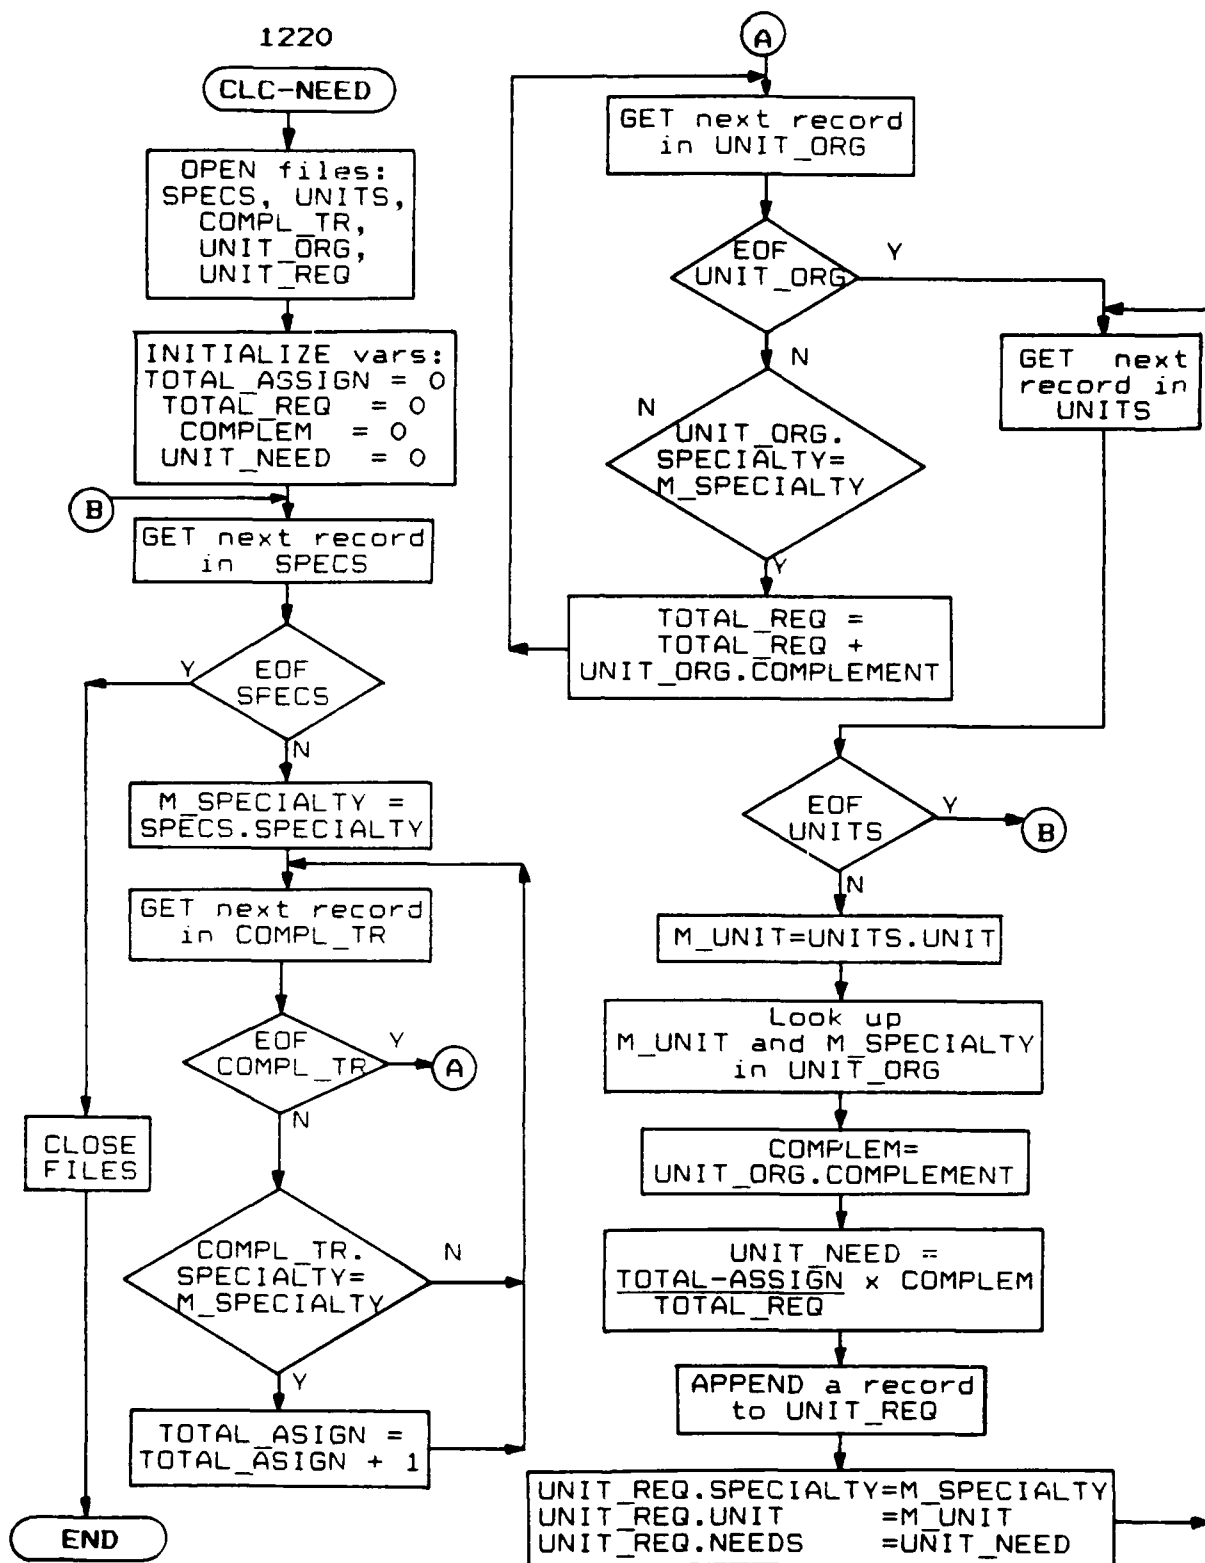 1220
CLC-NEED
OPEN files:
SPECS, UNITS,
COMPL_TR,
UNIT_ORG,
UNIT_REQ
INITIALIZE vars:
TOTAL_ASSIGN = 0
TOTAL_REQ = 0
COMPLEM = 0
UNIT_NEED = 0
B
GET next record
in SPECS
Y
EOF
SPECS
N
M_SPECIALTY =
SPECS.SPECIALTY
GET next record
in COMPL_TR
EOF
COMPL_TR
Y
A
N
CLOSE
FILES
COMPL_TR.
SPECIALTY=
M_SPECIALTY
N
Y
TOTAL_ASIGN =
TOTAL_ASIGN + 1
END
A
GET next record
in UNIT_ORG
EOF
UNIT_ORG
Y
N
N
UNIT_ORG.
SPECIALTY=
M_SPECIALTY
Y
TOTAL_REQ =
TOTAL_REQ +
UNIT_ORG.COMPLEMENT
GET next
record in
UNITS
EOF
UNITS
Y
B
N
M_UNIT=UNITS.UNIT
Look up
M_UNIT and M_SPECIALTY
in UNIT_ORG
COMPLEM=
UNIT_ORG.COMPLEMENT
UNIT_NEED =
TOTAL-ASSIGN x COMPLEM
TOTAL_REQ
APPEND a record
to UNIT_REQ
UNIT_REQ.SPECIALTY=M_SPECIALTY
UNIT_REQ.UNIT =M_UNIT
UNIT_REQ.NEEDS =UNIT_NEED